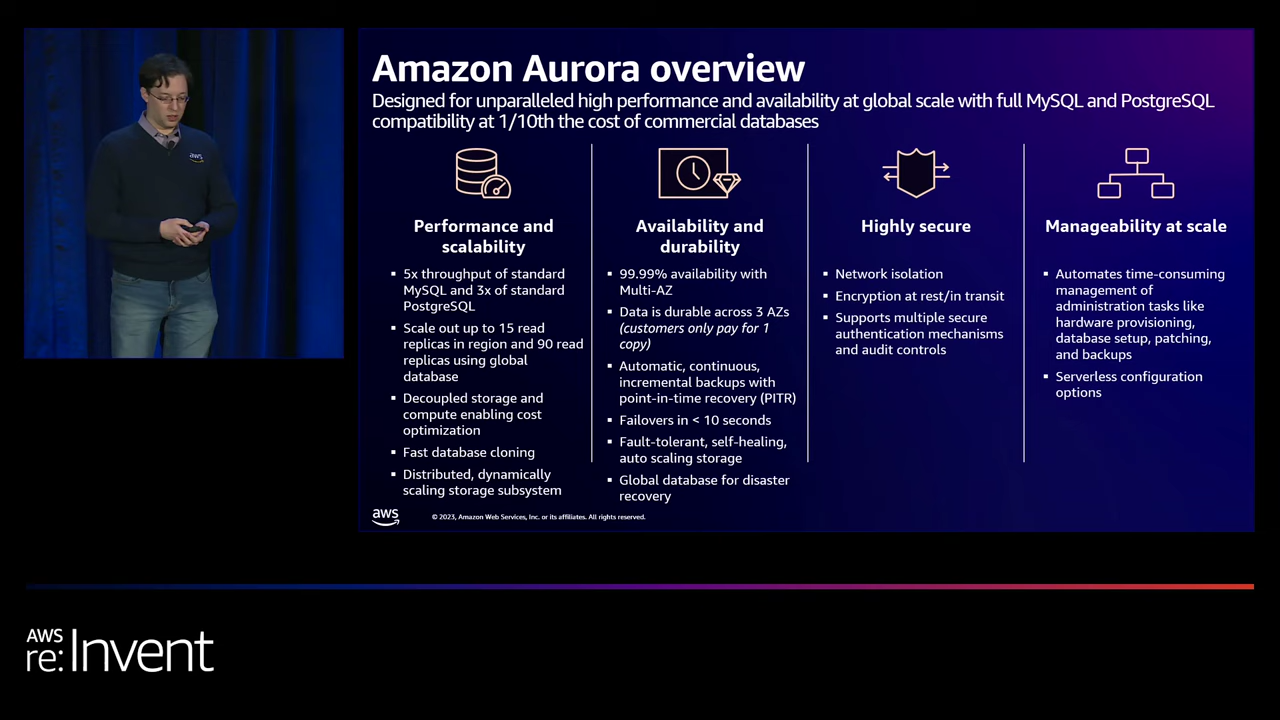 aws
Amazon Aurora overview
Designed for unparalleled high performance and availability at global scale with full MySQL and PostgreSQL
compatibility at 1/10th the cost of commercial databases
Performance and
scalability
▪ 5x throughput of standard
MySQL and 3x of standard
PostgreSQL
▪ Scale out up to 15 read
replicas in region and 90 read
replicas using global
database
▪ Decoupled storage and
compute enabling cost
optimization
▪ Fast database cloning
▪ Distributed, dynamically
scaling storage subsystem
Availability and
durability
▪ 99.99% availability with
Multi-AZ
▪ Data is durable across 3 AZs
(customers only pay for 1
copy)
▪ Automatic, continuous,
incremental backups with
point-in-time recovery (PITR)
▪ Failovers in < 10 seconds
▪ Fault-tolerant, self-healing,
auto scaling storage
▪ Global database for disaster
recovery
Highly secure
▪ Network isolation
▪ Encryption at rest/in transit
▪ Supports multiple secure
authentication mechanisms
and audit controls
Manageability at scale
▪ Automates time-consuming
management of
administration tasks like
hardware provisioning,
database setup, patching,
and backups
▪ Serverless configuration
options
aws
© 2023, Amazon Web Services, Inc. or its affiliates. All rights reserved.
AWS
re:Invent